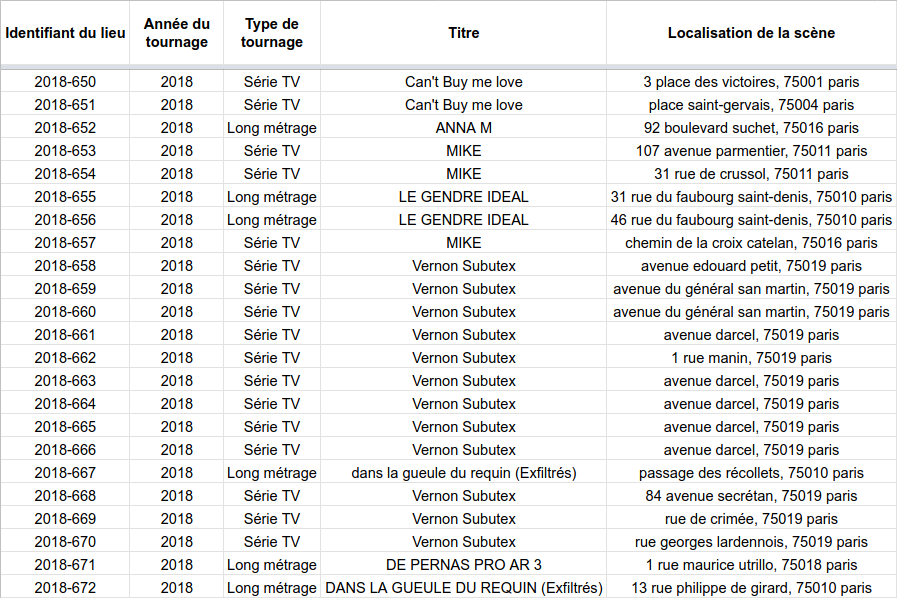 Identifiant du lieu Année du tournage Type de tournage Titre Localisation de la scène
2018-650 2018 Série TV Can't Buy me love 3 place des victoires, 75001 paris
2018-651 2018 Série TV Can't Buy me love place saint-gervais, 75004 paris
2018-652 2018 Long métrage ANNA M 92 boulevard suchet, 75016 paris
2018-653 2018 Série TV MIKE 107 avenue parmentier, 75011 paris
2018-654 2018 Série TV MIKE 31 rue de crussol, 75011 paris
2018-655 2018 Long métrage LE GENDRE IDEAL 31 rue du faubourg saint-denis, 75010 paris
2018-656 2018 Long métrage LE GENDRE IDEAL 46 rue du faubourg saint-denis, 75010 paris
2018-657 2018 Série TV MIKE chemin de la croix catelan, 75016 paris
2018-658 2018 Série TV Vernon Subutex avenue edouard petit, 75019 paris
2018-659 2018 Série TV Vernon Subutex avenue du général san martin, 75019 paris
2018-660 2018 Série TV Vernon Subutex avenue du général san martin, 75019 paris
2018-661 2018 Série TV Vernon Subutex avenue darcel, 75019 paris
2018-662 2018 Série TV Vernon Subutex 1 rue manin, 75019 paris
2018-663 2018 Série TV Vernon Subutex avenue darcel, 75019 paris
2018-664 2018 Série TV Vernon Subutex avenue darcel, 75019 paris
2018-665 2018 Série TV Vernon Subutex avenue darcel, 75019 paris
2018-666 2018 Série TV Vernon Subutex avenue darcel, 75019 paris
2018-667 2018 Long métrage dans la gueule du requin (Exfiltrés) passage des récollets, 75010 paris
2018-668 2018 Série TV Vernon Subutex 84 avenue secrétan, 75019 paris
2018-669 2018 Série TV Vernon Subutex rue de crimée, 75019 paris
2018-670 2018 Série TV Vernon Subutex rue georges lardennois, 75019 paris
2018-671 2018 Long métrage DE PERNAS PRO AR 3 1 rue maurice utrillo, 75018 paris
2018-672 2018 Long métrage DANS LA GUEULE DU REQUIN (Exfiltrés) 13 rue philippe de girard, 75010 paris